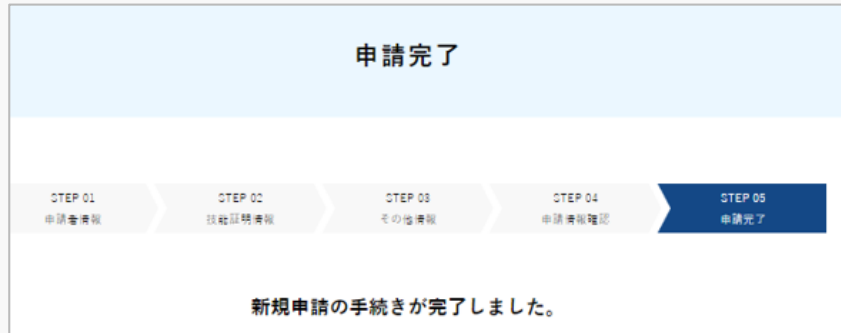 申請完了
STEP 01
申請者情報
STEP 02
技能証明情報
STEP 03
その他情報
STEP 04
申請情報確認
STEP 05
申請完了
新規申請の手続きが完了しました。